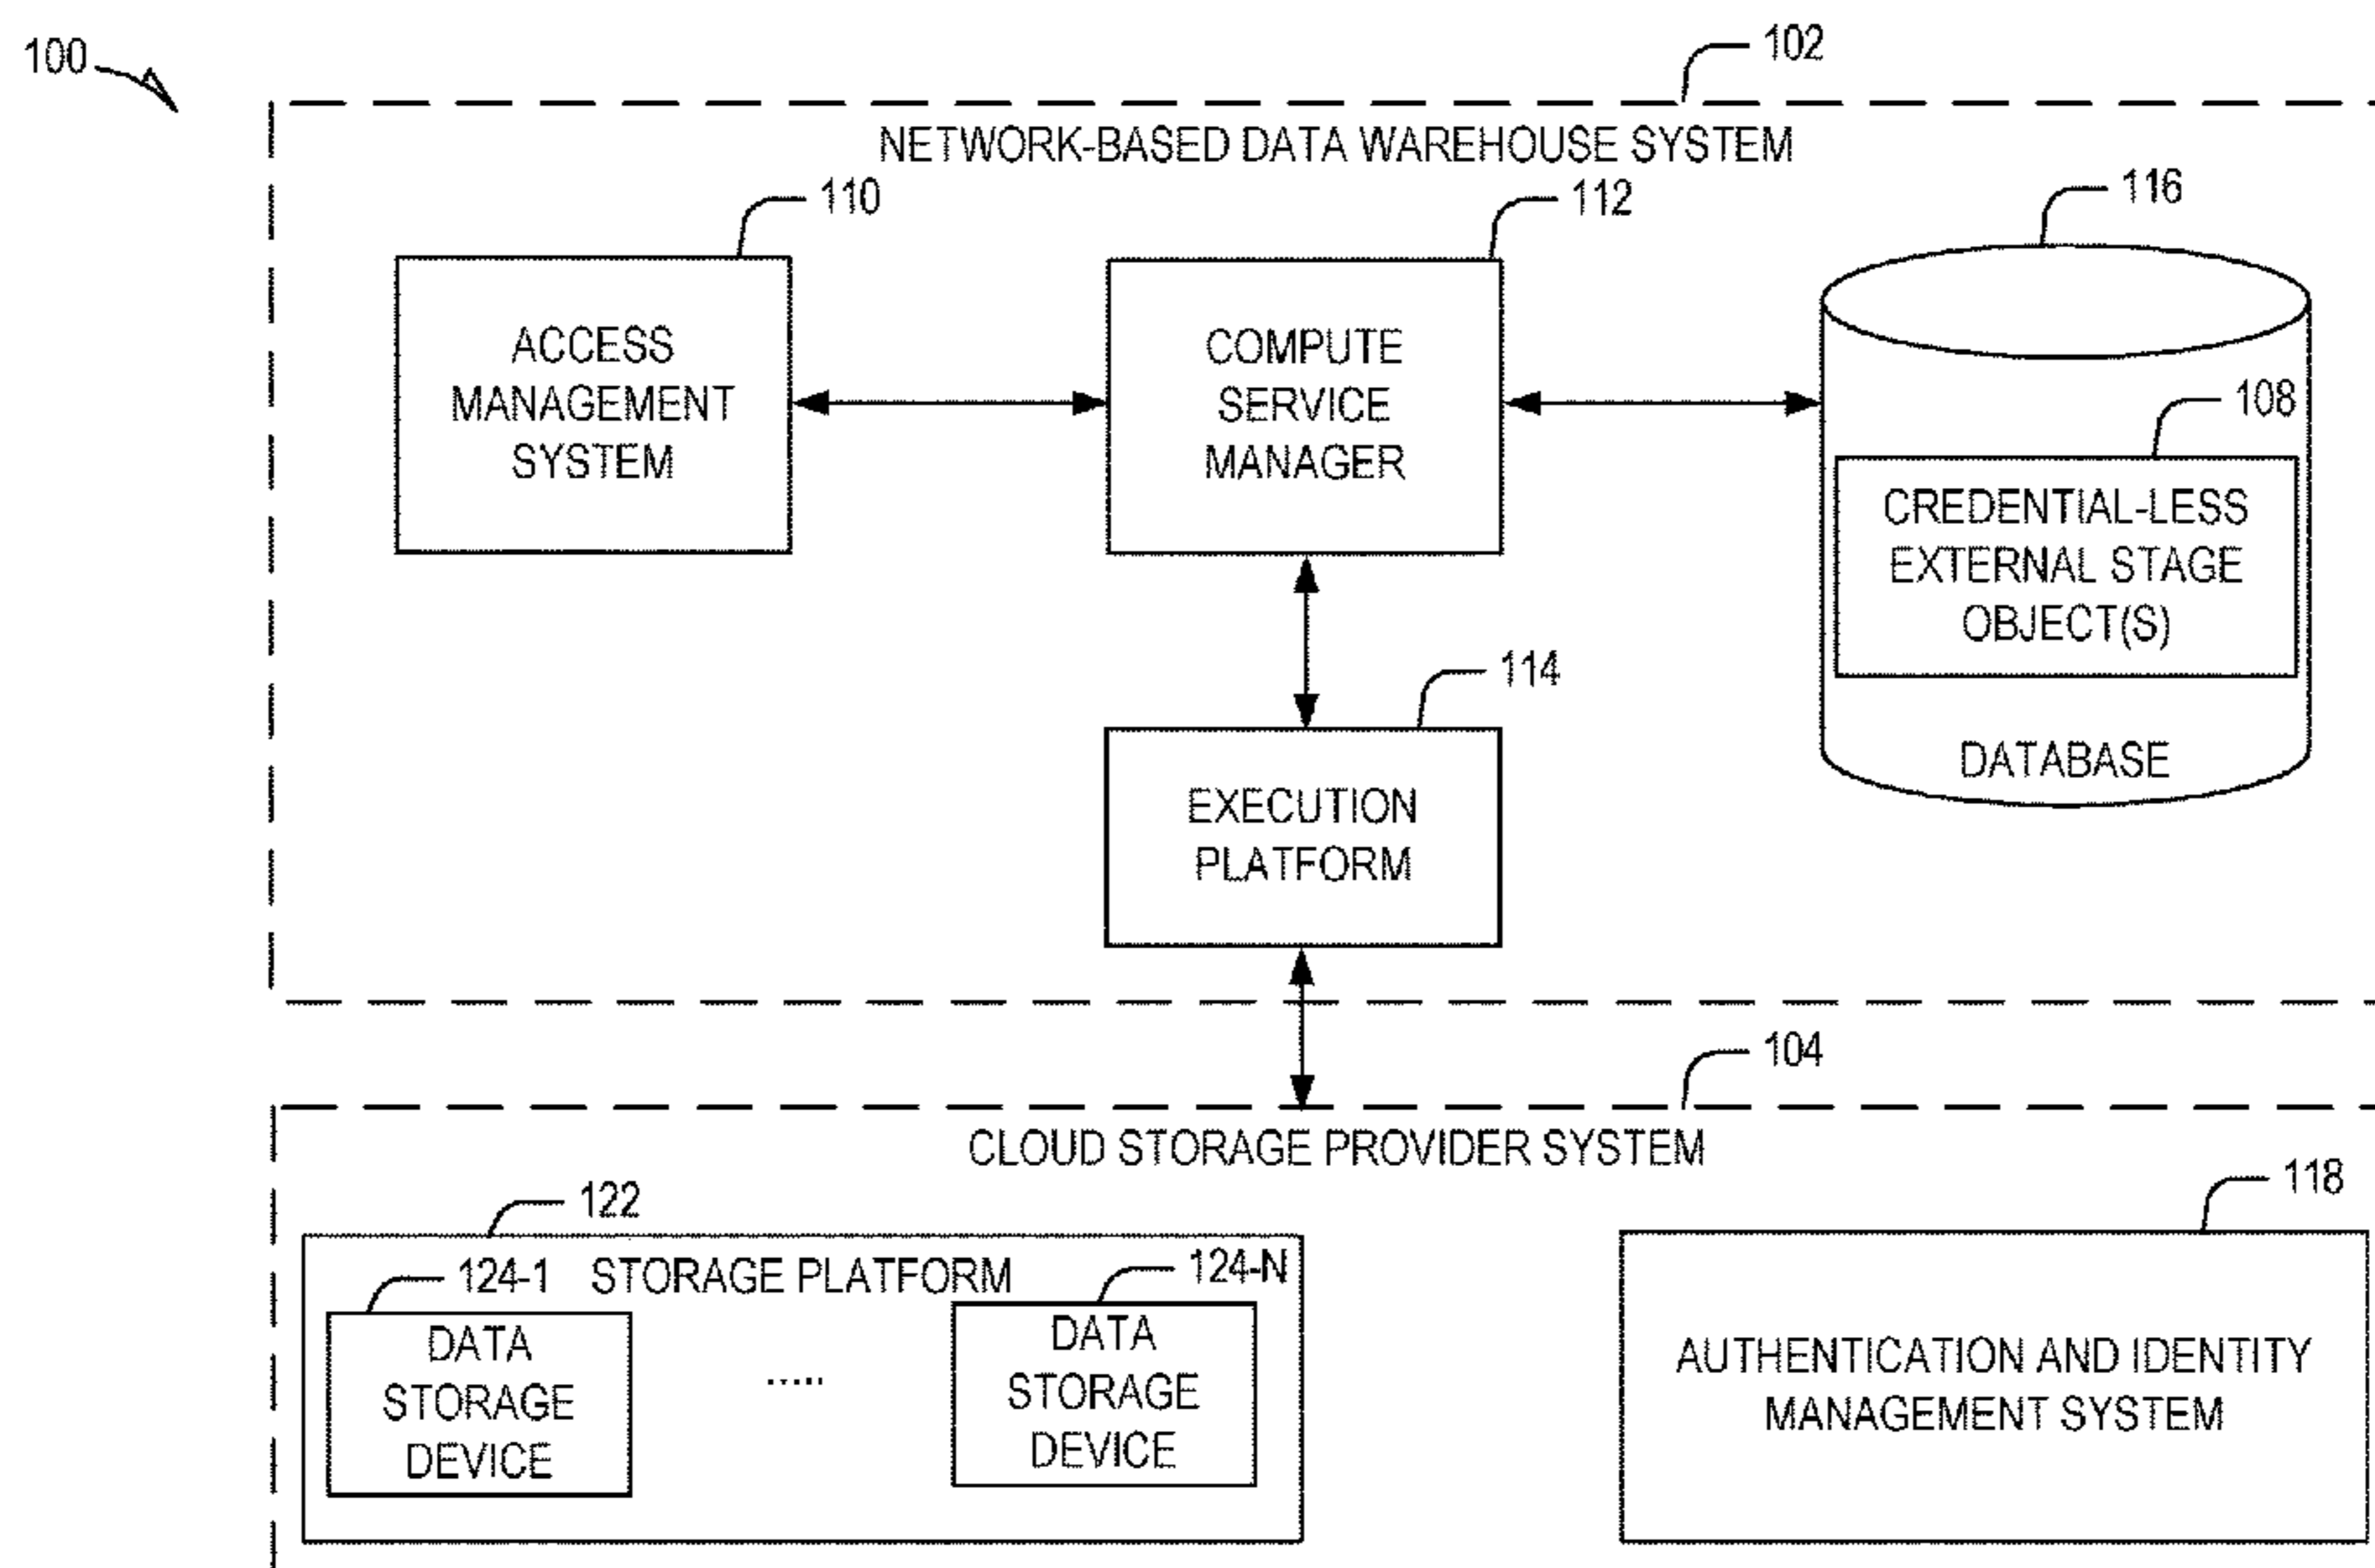 100
102
NETWORK-BASED DATA WAREHOUSE SYSTEM
110
112
116
ACCESS
MANAGEMENT
SYSTEM
COMPUTE
SERVICE
MANAGER
108
CREDENTIAL-LESS
EXTERNAL STAGE
OBJECT(S)
DATABASE
114
EXECUTION
PLATFORM
104
CLOUD STORAGE PROVIDER SYSTEM
122
118
124-1
STORAGE PLATFORM
124-N
DATA
STORAGE
DEVICE
.....
DATA
STORAGE
DEVICE
AUTHENTICATION AND IDENTITY
MANAGEMENT SYSTEM